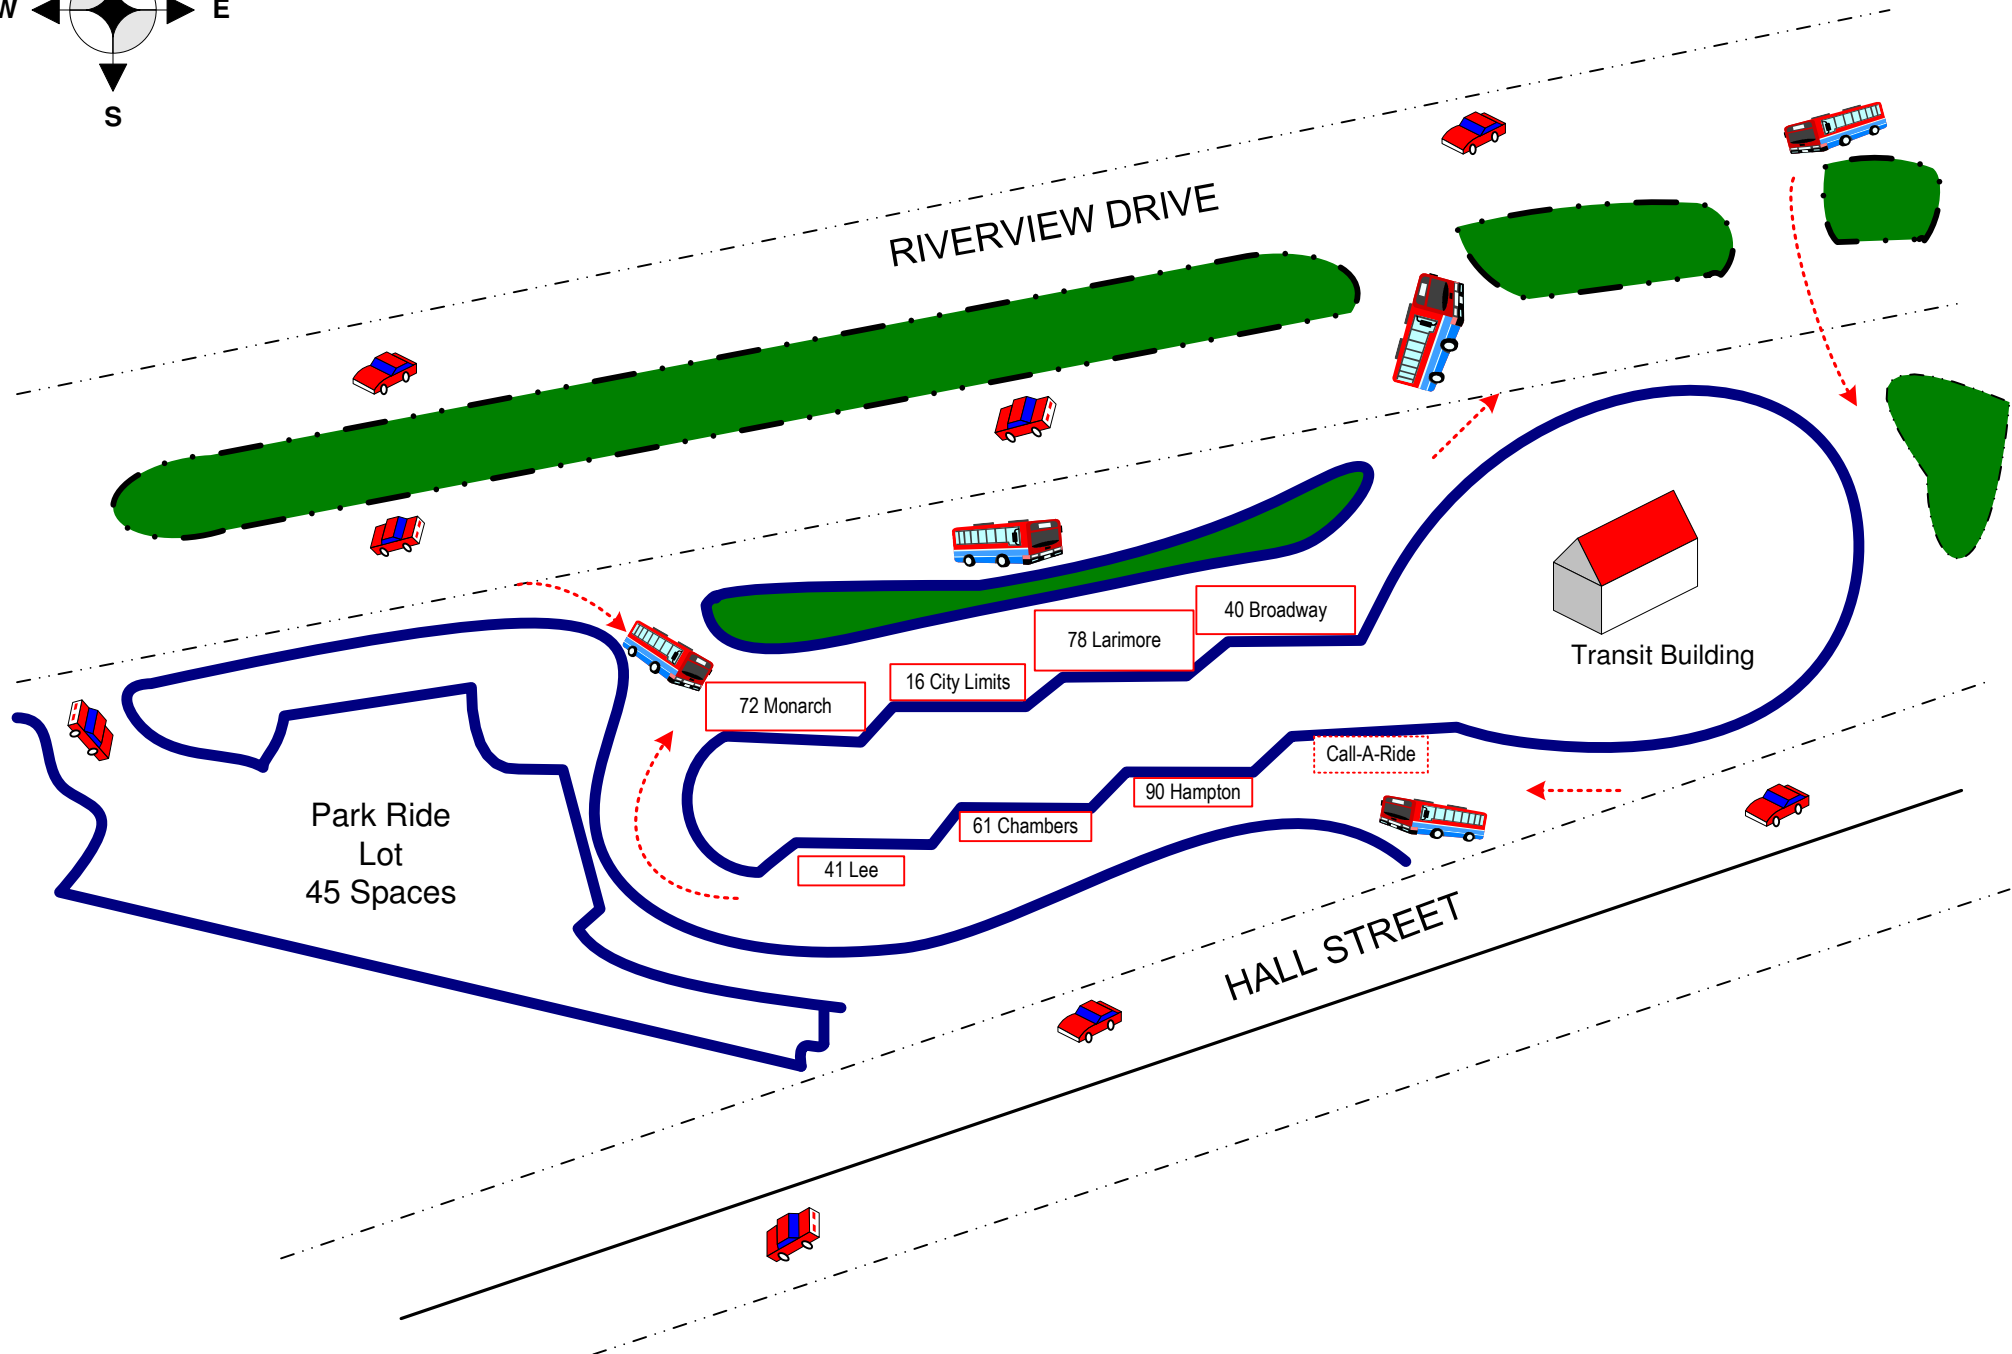 W
E
S
RIVERVIEW DRIVE
40 Broadway
78 Larimore
16 City Limits
72 Monarch
Transit Building
Call-A-Ride
90 Hampton
61 Chambers
41 Lee
Park Ride
Lot
45 Spaces
HALL STREET